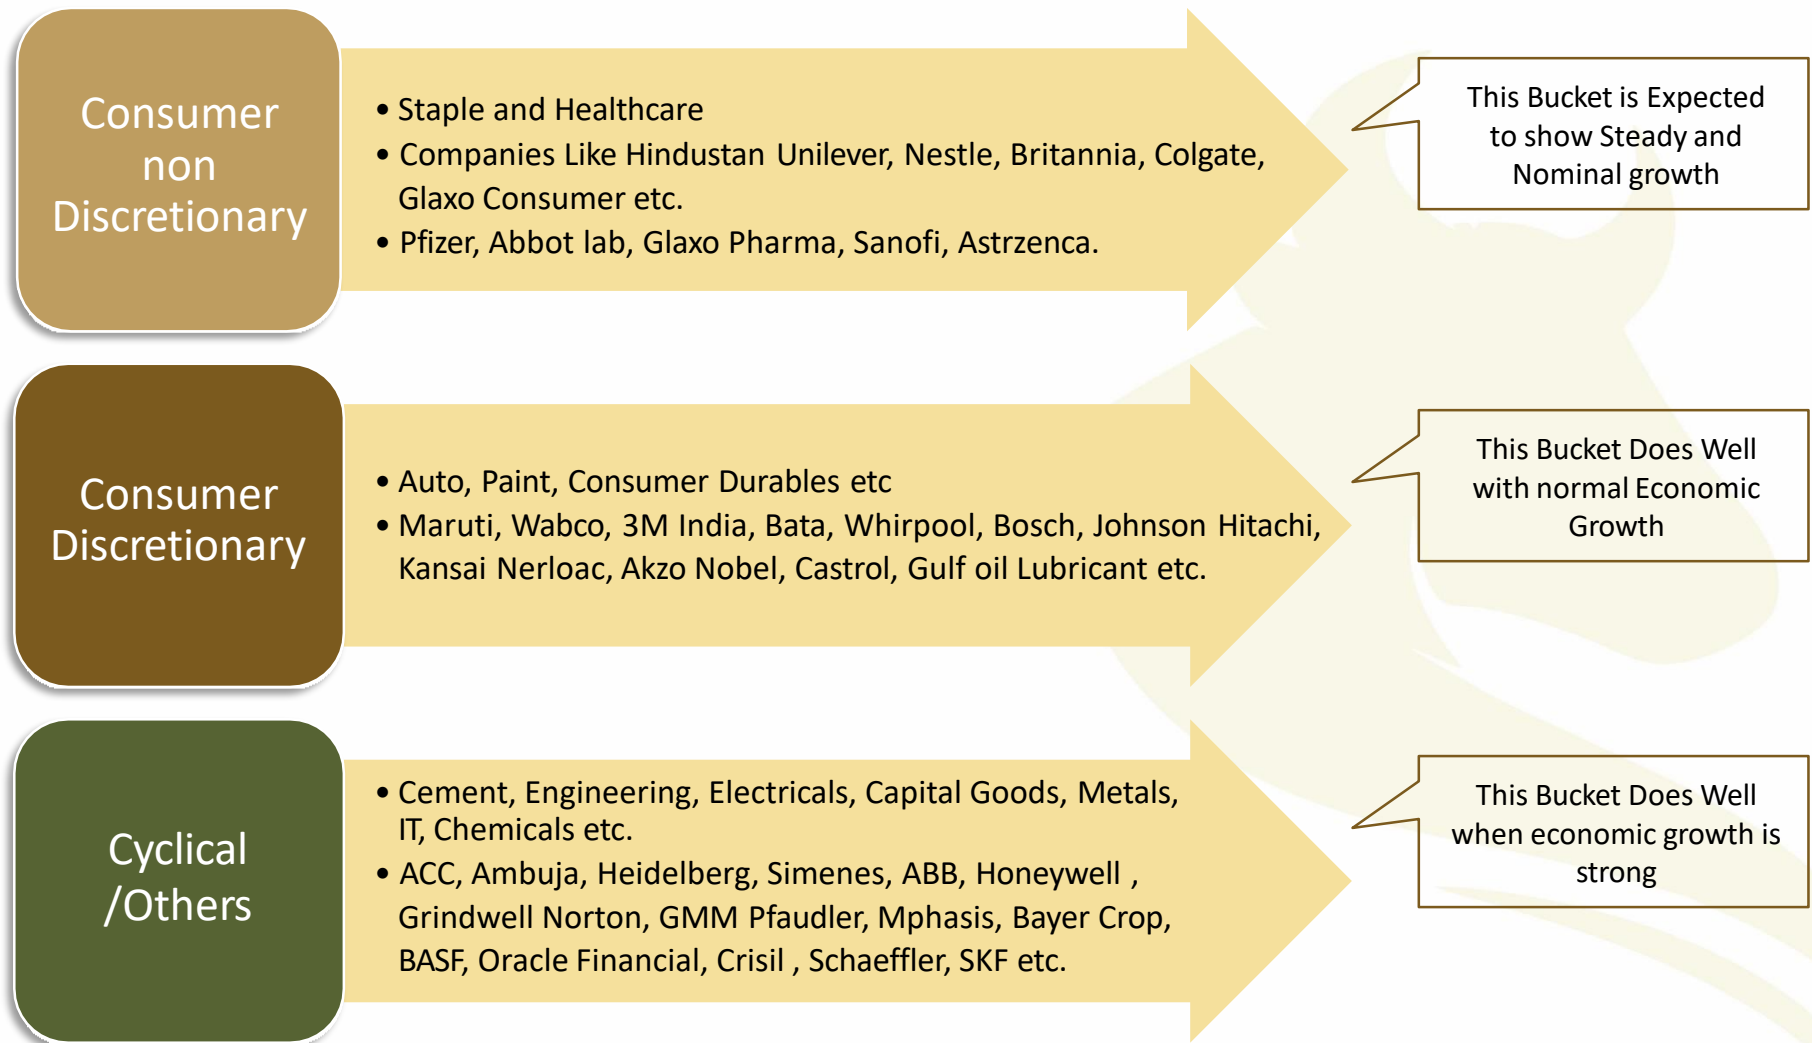 Consumer
non
Discretionary
• Staple and Healthcare
• Companies Like Hindustan Unilever, Nestle, Britannia, Colgate,
Glaxo Consumer etc.
• Pfizer, Abbot lab, Glaxo Pharma, Sanofi, Astrzenca.
This Bucket is Expected
to show Steady and
Nominal growth
Consumer
Discretionary
• Auto, Paint, Consumer Durables etc
• Maruti, Wabco, 3M India, Bata, Whirpool, Bosch, Johnson Hitachi,
Kansai Nerloac, Akzo Nobel, Castrol, Gulf oil Lubricant etc.
This Bucket Does Well
with normal Economic
Growth
Cyclical
/Others
• Cement, Engineering, Electricals, Capital Goods, Metals,
IT, Chemicals etc.
• ACC, Ambuja, Heidelberg, Simenes, ABB, Honeywell ,
Grindwell Norton, GMM Pfaudler, Mphasis, Bayer Crop,
BASF, Oracle Financial, Crisil , Schaeffler, SKF etc.
This Bucket Does Well
when economic growth is
strong